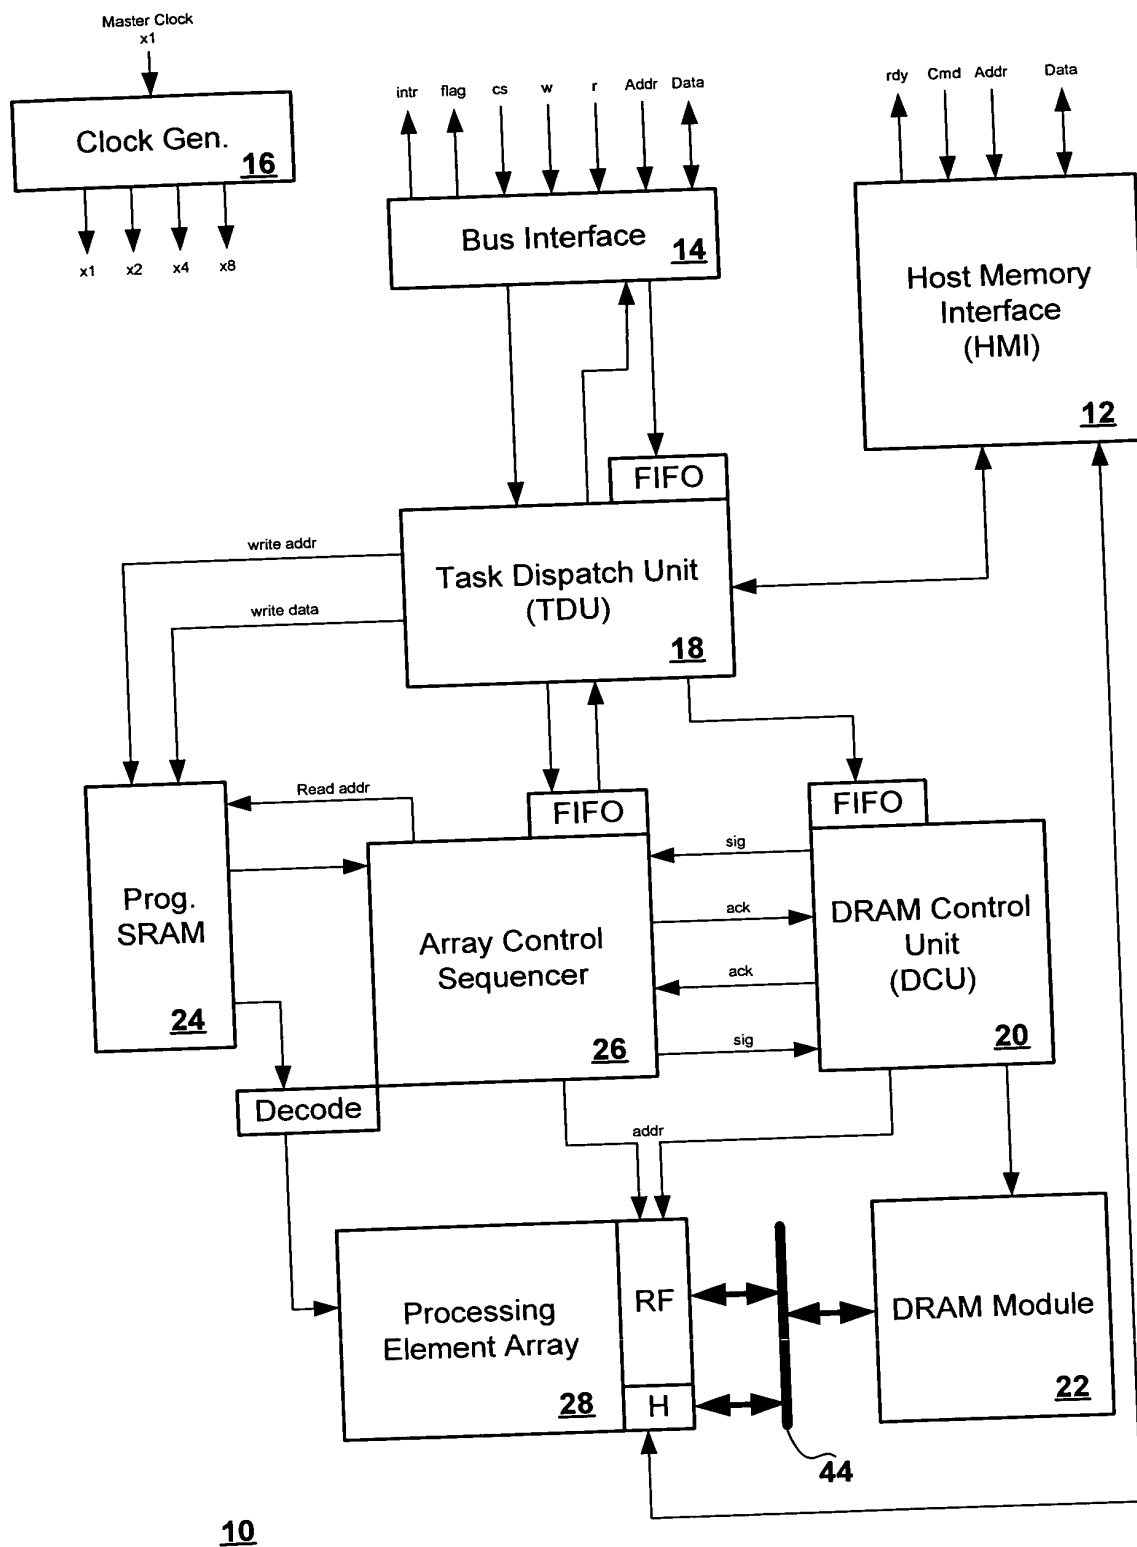 Master Clock
x1
Clock Gen.
16
x1 x2 x4 x8
intr flag cs w r Addr Data
Bus Interface
14
rdy Cmd Addr Data
Host Memory
Interface
(HMI)
12
FIFO
Task Dispatch Unit
(TDU)
18
write addr
write data
Read addr
Prog.
SRAM
24
FIFO
Array Control
Sequencer
26
sig
ack
ack
sig
FIFO
DRAM Control
Unit
(DCU)
20
Decode
addr
Processing
Element Array
28
RF
H
44
DRAM Module
22
10